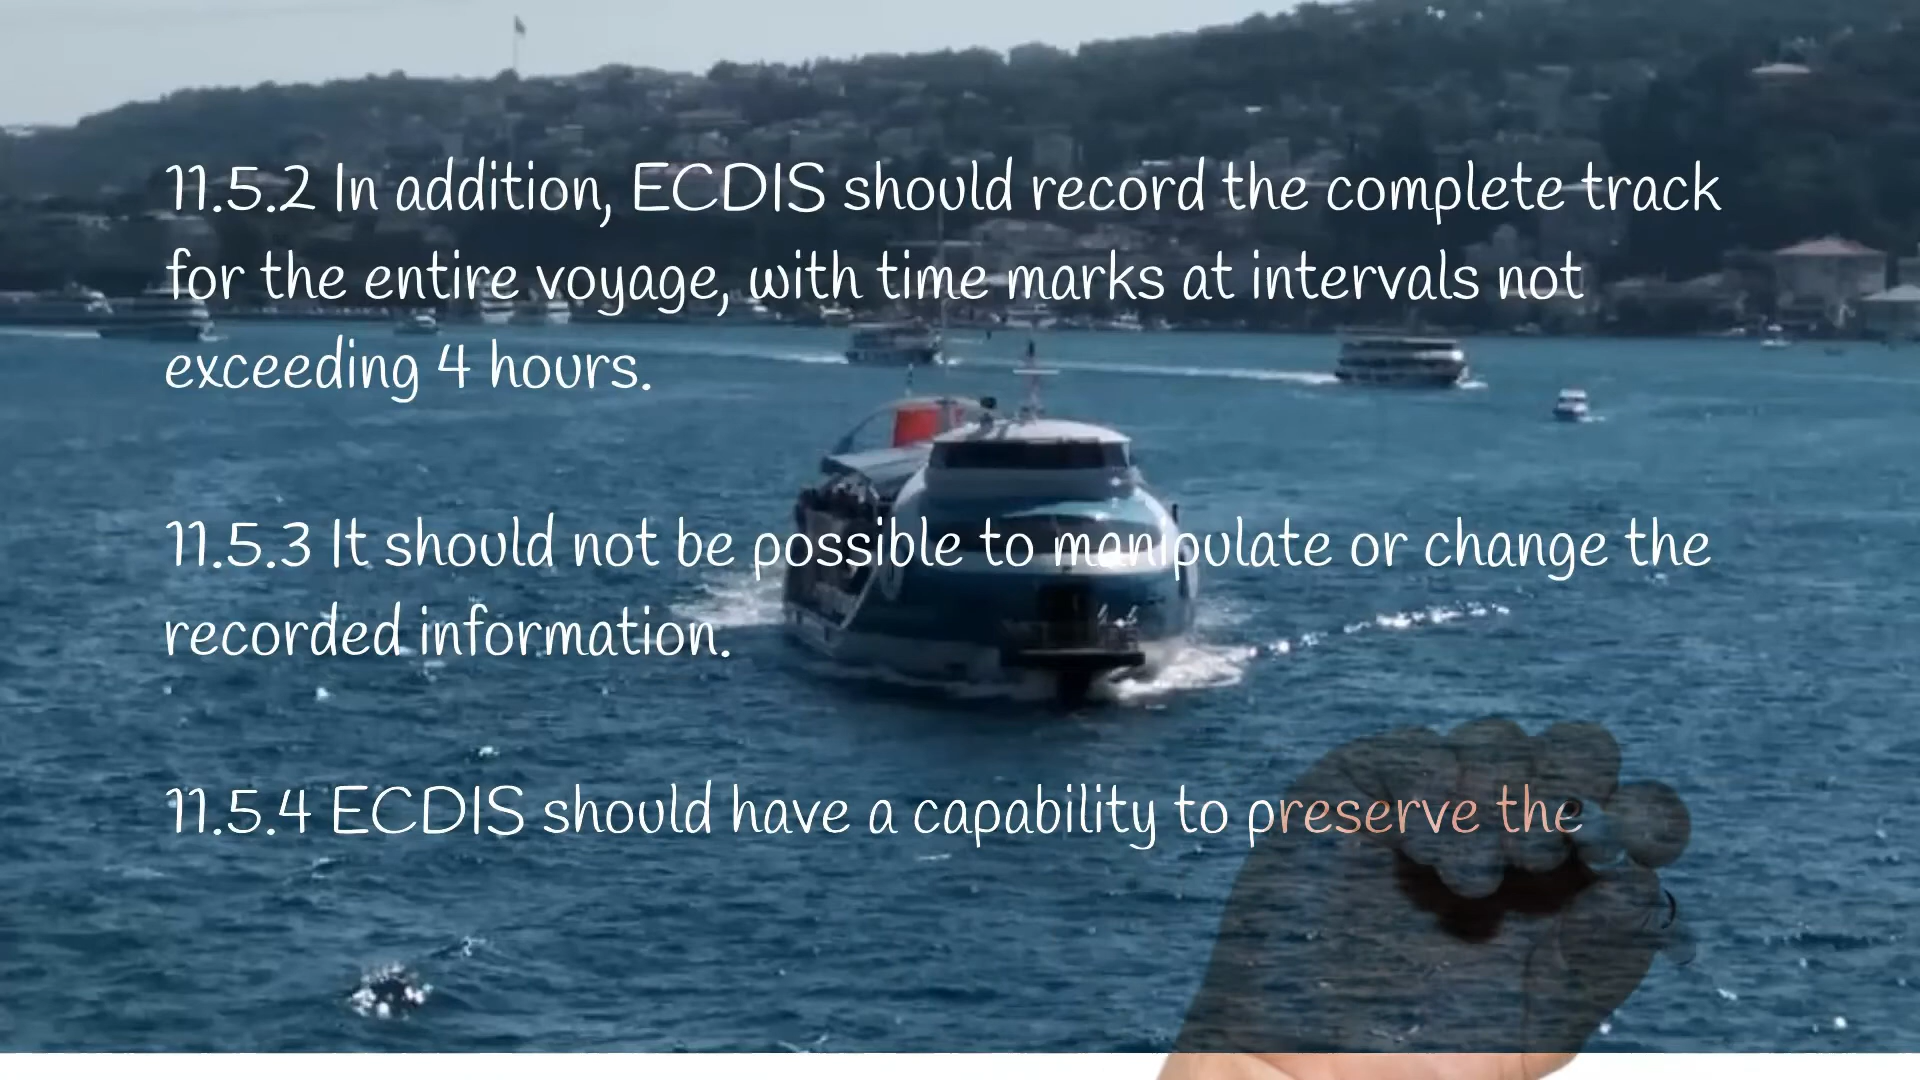 11.5.2 In addition, ECDIS should record the complete track
for the entire voyage, with time marks at intervals not
exceeding 4 hours.
11.5.3 It should not be possible to manipulate or change the
recorded information.
11.5.4 ECDIS should have a capability to preserve the